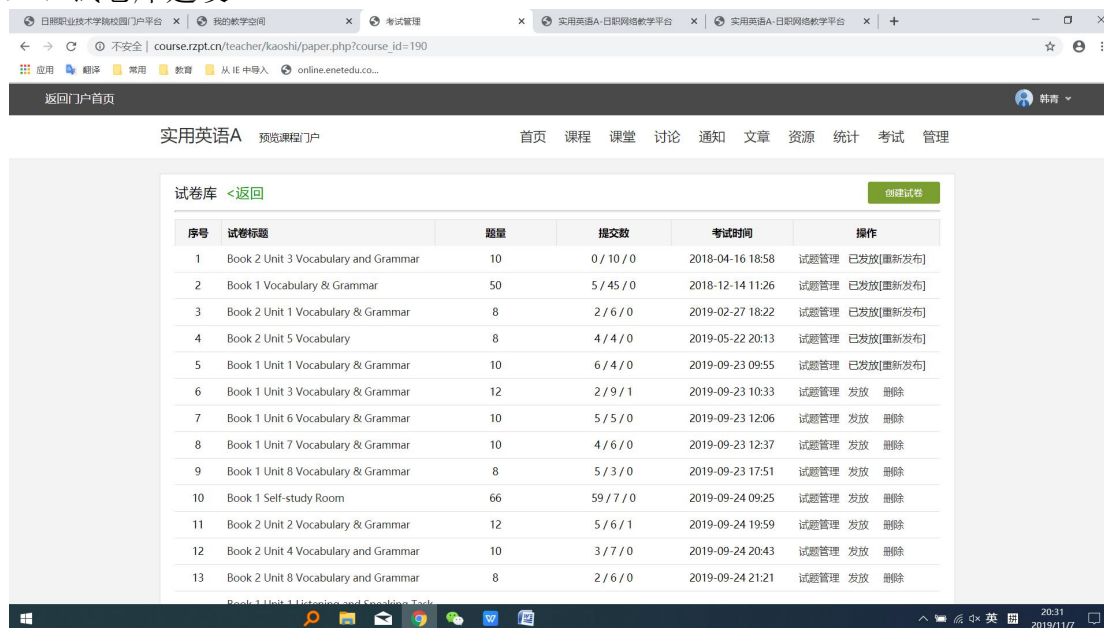 日照职业技术学院校园门户平台 我的教学空间 考试管理 实用英语A-日职网络教学平台 实用英语A-日职网络教学平台
不安全 | course.rzpt.cn/teacher/kaoshi/paper.php?course_id=190
应用 翻译 常用 教育 从 IE 中导入 online.enetedu.co...
返回门户首页 韩青
实用英语A 预览课程门户 首页 课程 课堂 讨论 通知 文章 资源 统计 考试 管理
试卷库 <返回 创建试卷
序号 试卷标题 题量 提交数 考试时间 操作
1 Book 2 Unit 3 Vocabulary and Grammar 10 0 / 10 / 0 2018-04-16 18:58 试题管理 已发放[重新发布]
2 Book 1 Vocabulary & Grammar 50 5 / 45 / 0 2018-12-14 11:26 试题管理 已发放[重新发布]
3 Book 2 Unit 1 Vocabulary & Grammar 8 2 / 6 / 0 2019-02-27 18:22 试题管理 已发放[重新发布]
4 Book 2 Unit 5 Vocabulary 8 4 / 4 / 0 2019-05-22 20:13 试题管理 已发放[重新发布]
5 Book 1 Unit 1 Vocabulary & Grammar 10 6 / 4 / 0 2019-09-23 09:55 试题管理 已发放[重新发布]
6 Book 1 Unit 3 Vocabulary & Grammar 12 2 / 9 / 1 2019-09-23 10:33 试题管理 发放 删除
7 Book 1 Unit 6 Vocabulary & Grammar 10 5 / 5 / 0 2019-09-23 12:06 试题管理 发放 删除
8 Book 1 Unit 7 Vocabulary & Grammar 10 4 / 6 / 0 2019-09-23 12:37 试题管理 发放 删除
9 Book 1 Unit 8 Vocabulary & Grammar 8 5 / 3 / 0 2019-09-23 17:51 试题管理 发放 删除
10 Book 1 Self-study Room 66 59 / 7 / 0 2019-09-24 09:25 试题管理 发放 删除
11 Book 2 Unit 2 Vocabulary & Grammar 12 5 / 6 / 1 2019-09-24 19:59 试题管理 发放 删除
12 Book 2 Unit 4 Vocabulary and Grammar 10 3 / 7 / 0 2019-09-24 20:43 试题管理 发放 删除
13 Book 2 Unit 8 Vocabulary and Grammar 8 2 / 6 / 0 2019-09-24 21:21 试题管理 发放 删除
Book 1 Unit 1 Listening and Speaking Task
英 20:31
2019/11/7